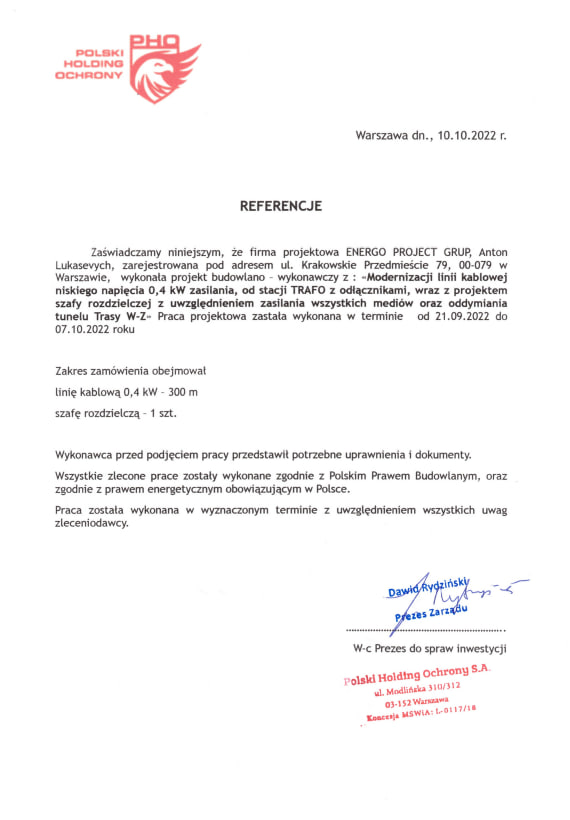 PHO
POLSKI
HOLDING
OCHRONY
Warszawa dn., 10.10.2022 r.
REFERENCJE
Zaświadczamy niniejszym, że firma projektowa ENERGO PROJECT GRUP, Anton
Lukasevych, zarejestrowana pod adresem ul. Krakowskie Przedmieście 79, 00-079 w
Warszawie, wykonała projekt budowlano – wykonawczy z : «Modernizacji linii kablowej
niskiego napięcia 0,4 kW zasilania, od stacji TRAFO z odłącznikami, wraz z projektem
szafy rozdzielczej z uwzględnieniem zasilania wszystkich mediów oraz oddymiania
tunelu Trasy W-Z» Praca projektowa zastała wykonana w terminie od 21.09.2022 do
07.10.2022 roku
Zakres zamówienia obejmował
linię kablową 0,4 kW – 300 m
szafę rozdzielczą – 1 szt.
Wykonawca przed podjęciem pracy przedstawił potrzebne uprawnienia i dokumenty.
Wszystkie zlecone prace zostały wykonane zgodnie z Polskim Prawem Budowlanym, oraz
zgodnie z prawem energetycznym obowiązującym w Polsce.
Praca została wykonana w wyznaczonym terminie z uwzględnieniem wszystkich uwag
zleceniodawcy.
Dawid Rydziński
Prezes Zarządu
W-c Prezes do spraw inwestycji
Polski Holding Ochrony S.A.
ul. Modlińska 310/312
03-152 Warszawa
Koncesja MSWiA: L-0117/18